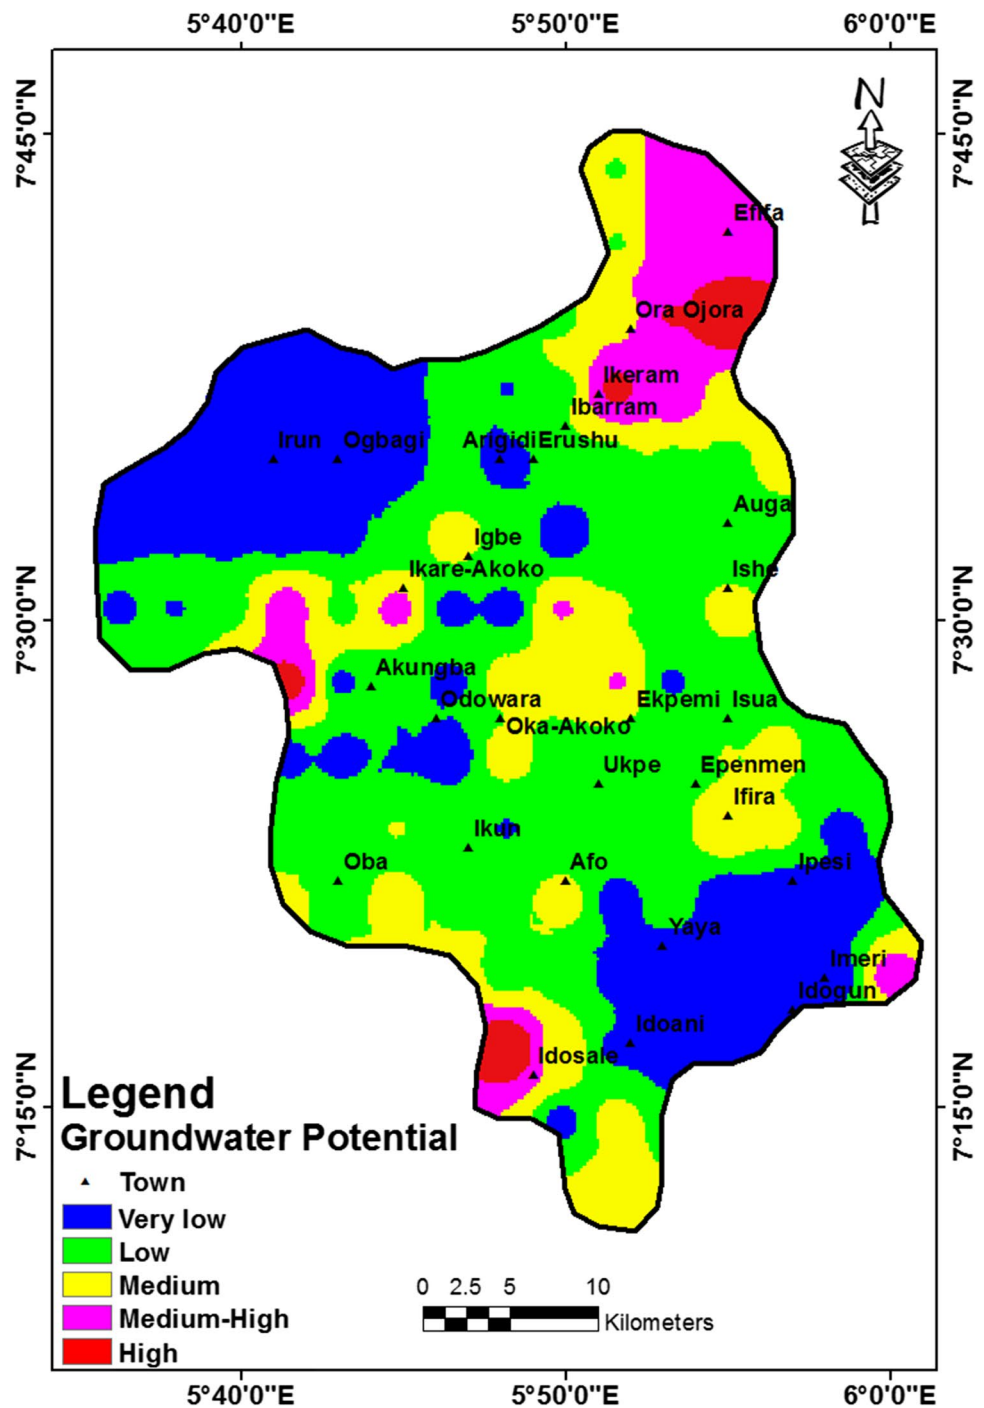 5°40'0"E 5°50'0"E 6°0'0"E
N
7°45'0"N 7°45'0"N
Efifa
Ora Ojora
Ikeram
Ibarram
Irun Ogbagi Arigidi Erushu
Auga
Igbe
Ikare-Akoko Ishe
7°30'0"N 7°30'0"N
Akungba
Odowara Ekpemi Isua
Oka-Akoko
Ukpe Epenmen
Ifira
Ikun
Oba Afo Ipesi
Yaya
Imeri
Idogun
Idoani
Idosale
7°15'0"N 7°15'0"N
Legend
Groundwater Potential
Town
Very low
Low
Medium
Medium-High
High
0 2.5 5 10
Kilometers
5°40'0"E 5°50'0"E 6°0'0"E